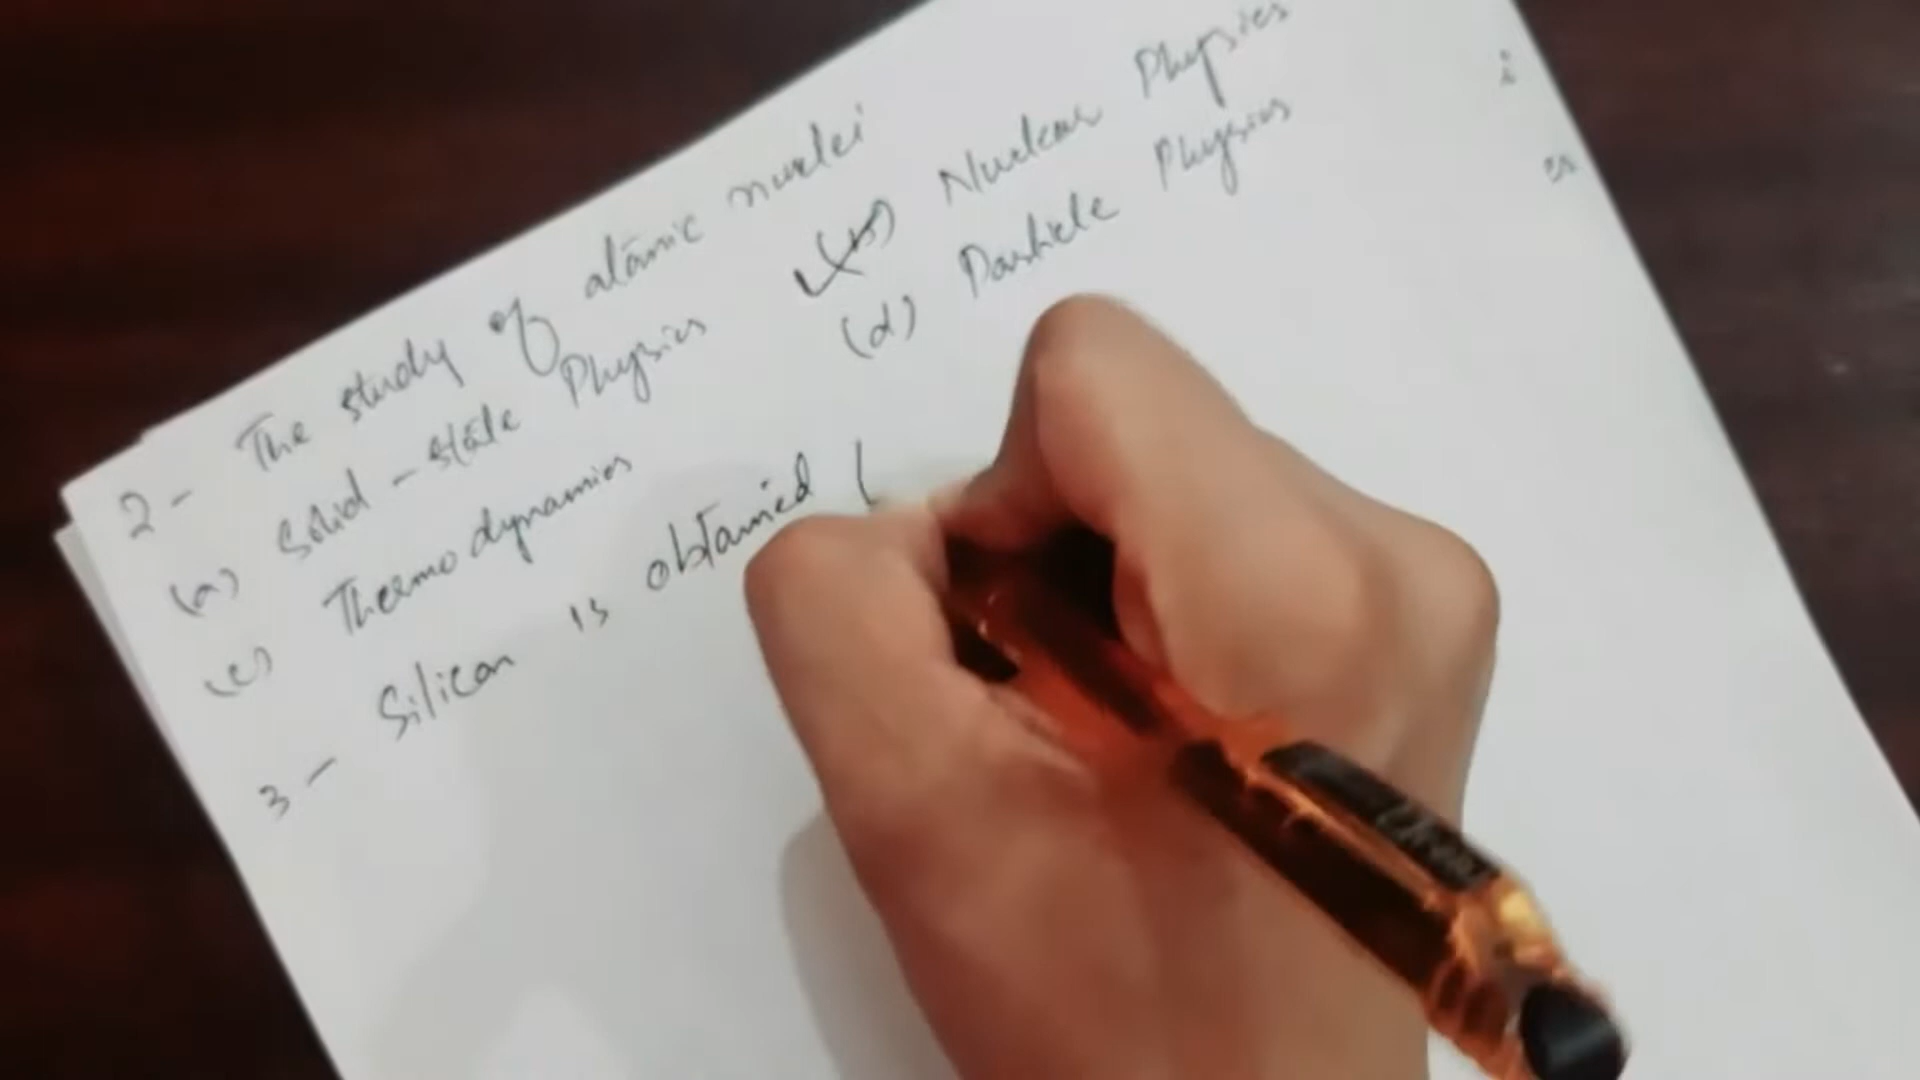 2- The study of atomic nuclei
(a) Solid-state Physics (b) Nuclear Physics
(c) Thermodynamics (d) Particle Physics
3- Silicon is obtained